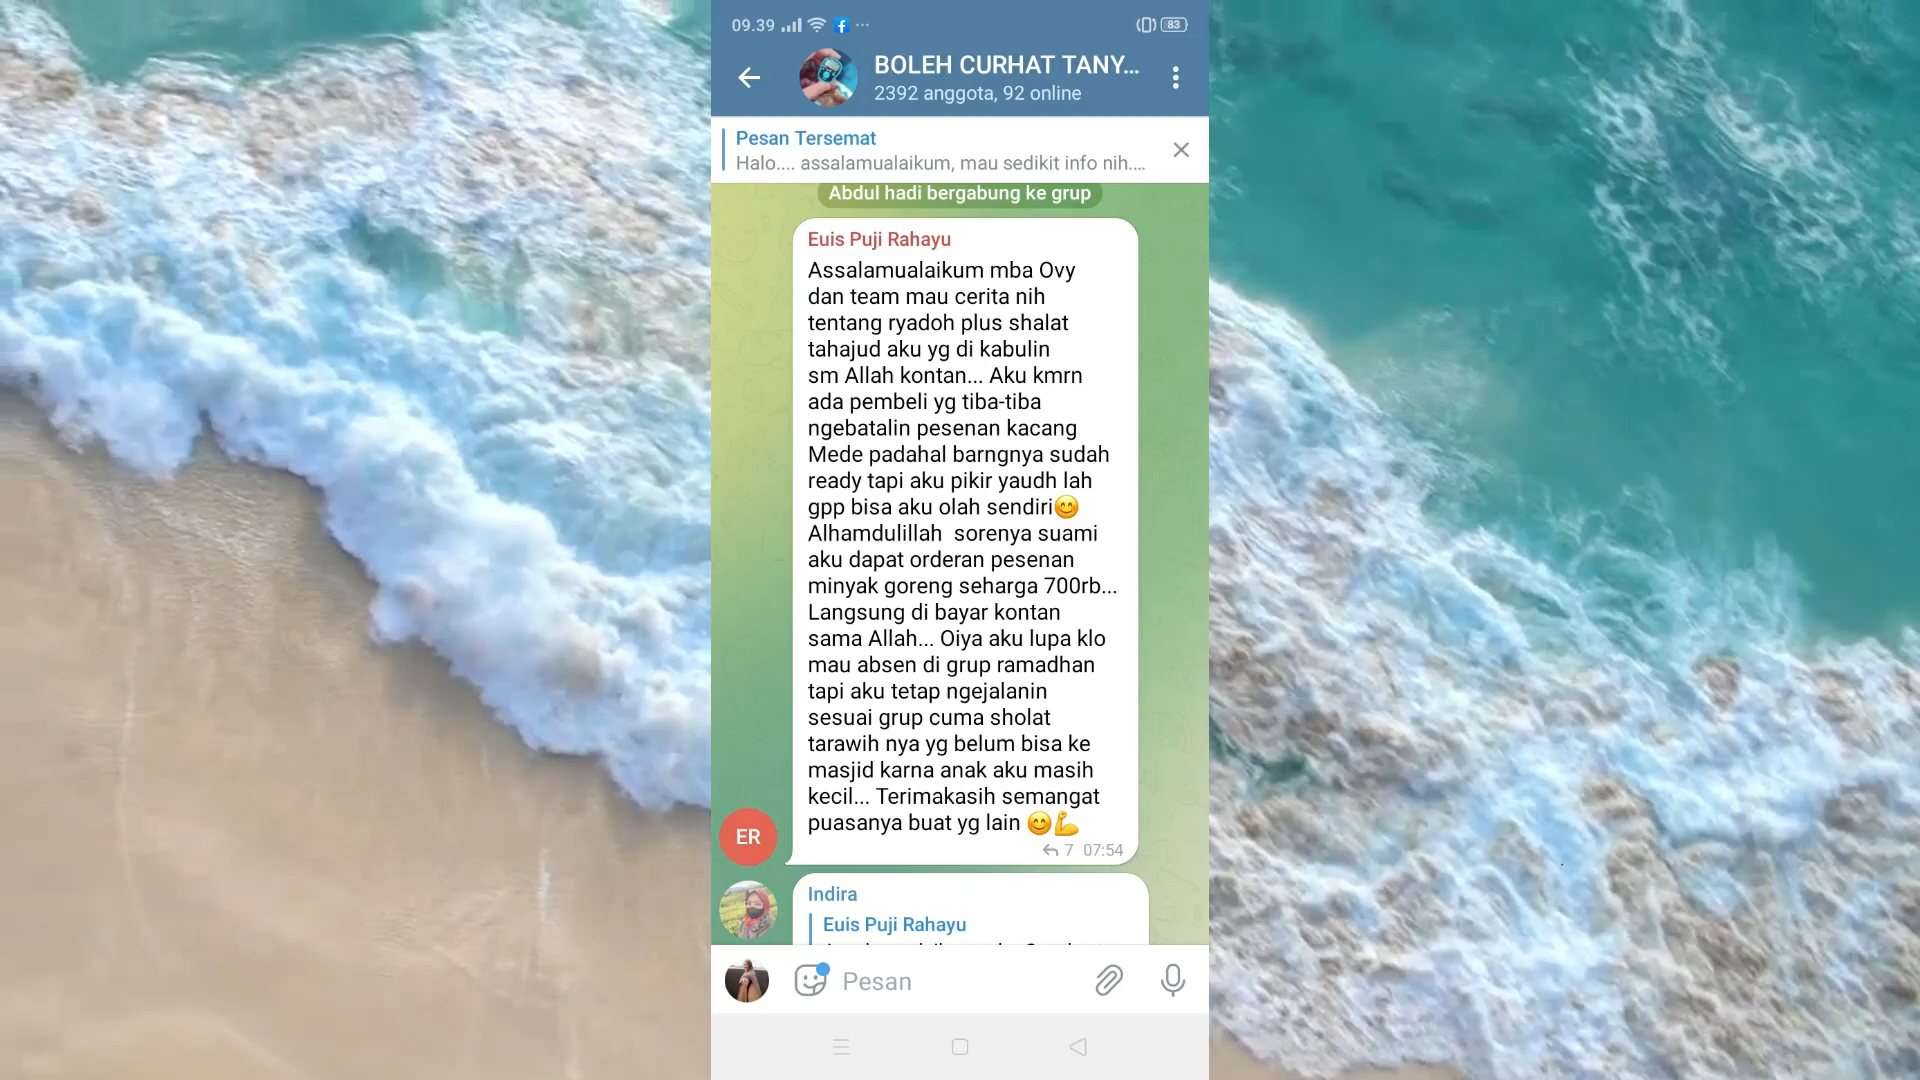 09.39
83
BOLEH CURHAT TANY...
2392 anggota, 92 online
Pesan Tersemat
Halo.... assalamualaikum, mau sedikit info nih....
Abdul hadi bergabung ke grup
Euis Puji Rahayu
Assalamualaikum mba Ovy
dan team mau cerita nih
tentang ryadoh plus shalat
tahajud aku yg di kabulin
sm Allah kontan... Aku kmrn
ada pembeli yg tiba-tiba
ngebatalin pesenan kacang
Mede padahal barngnya sudah
ready tapi aku pikir yaudh lah
gpp bisa aku olah sendiri😊
Alhamdulillah  sorenya suami
aku dapat orderan pesenan
minyak goreng seharga 700rb...
Langsung di bayar kontan
sama Allah... Oiya aku lupa klo
mau absen di grup ramadhan
tapi aku tetap ngejalanin
sesuai grup cuma sholat
tarawih nya yg belum bisa ke
masjid karna anak aku masih
kecil... Terimakasih semangat
puasanya buat yg lain 😊💪
7 07:54
ER
Indira
Euis Puji Rahayu
Pesan